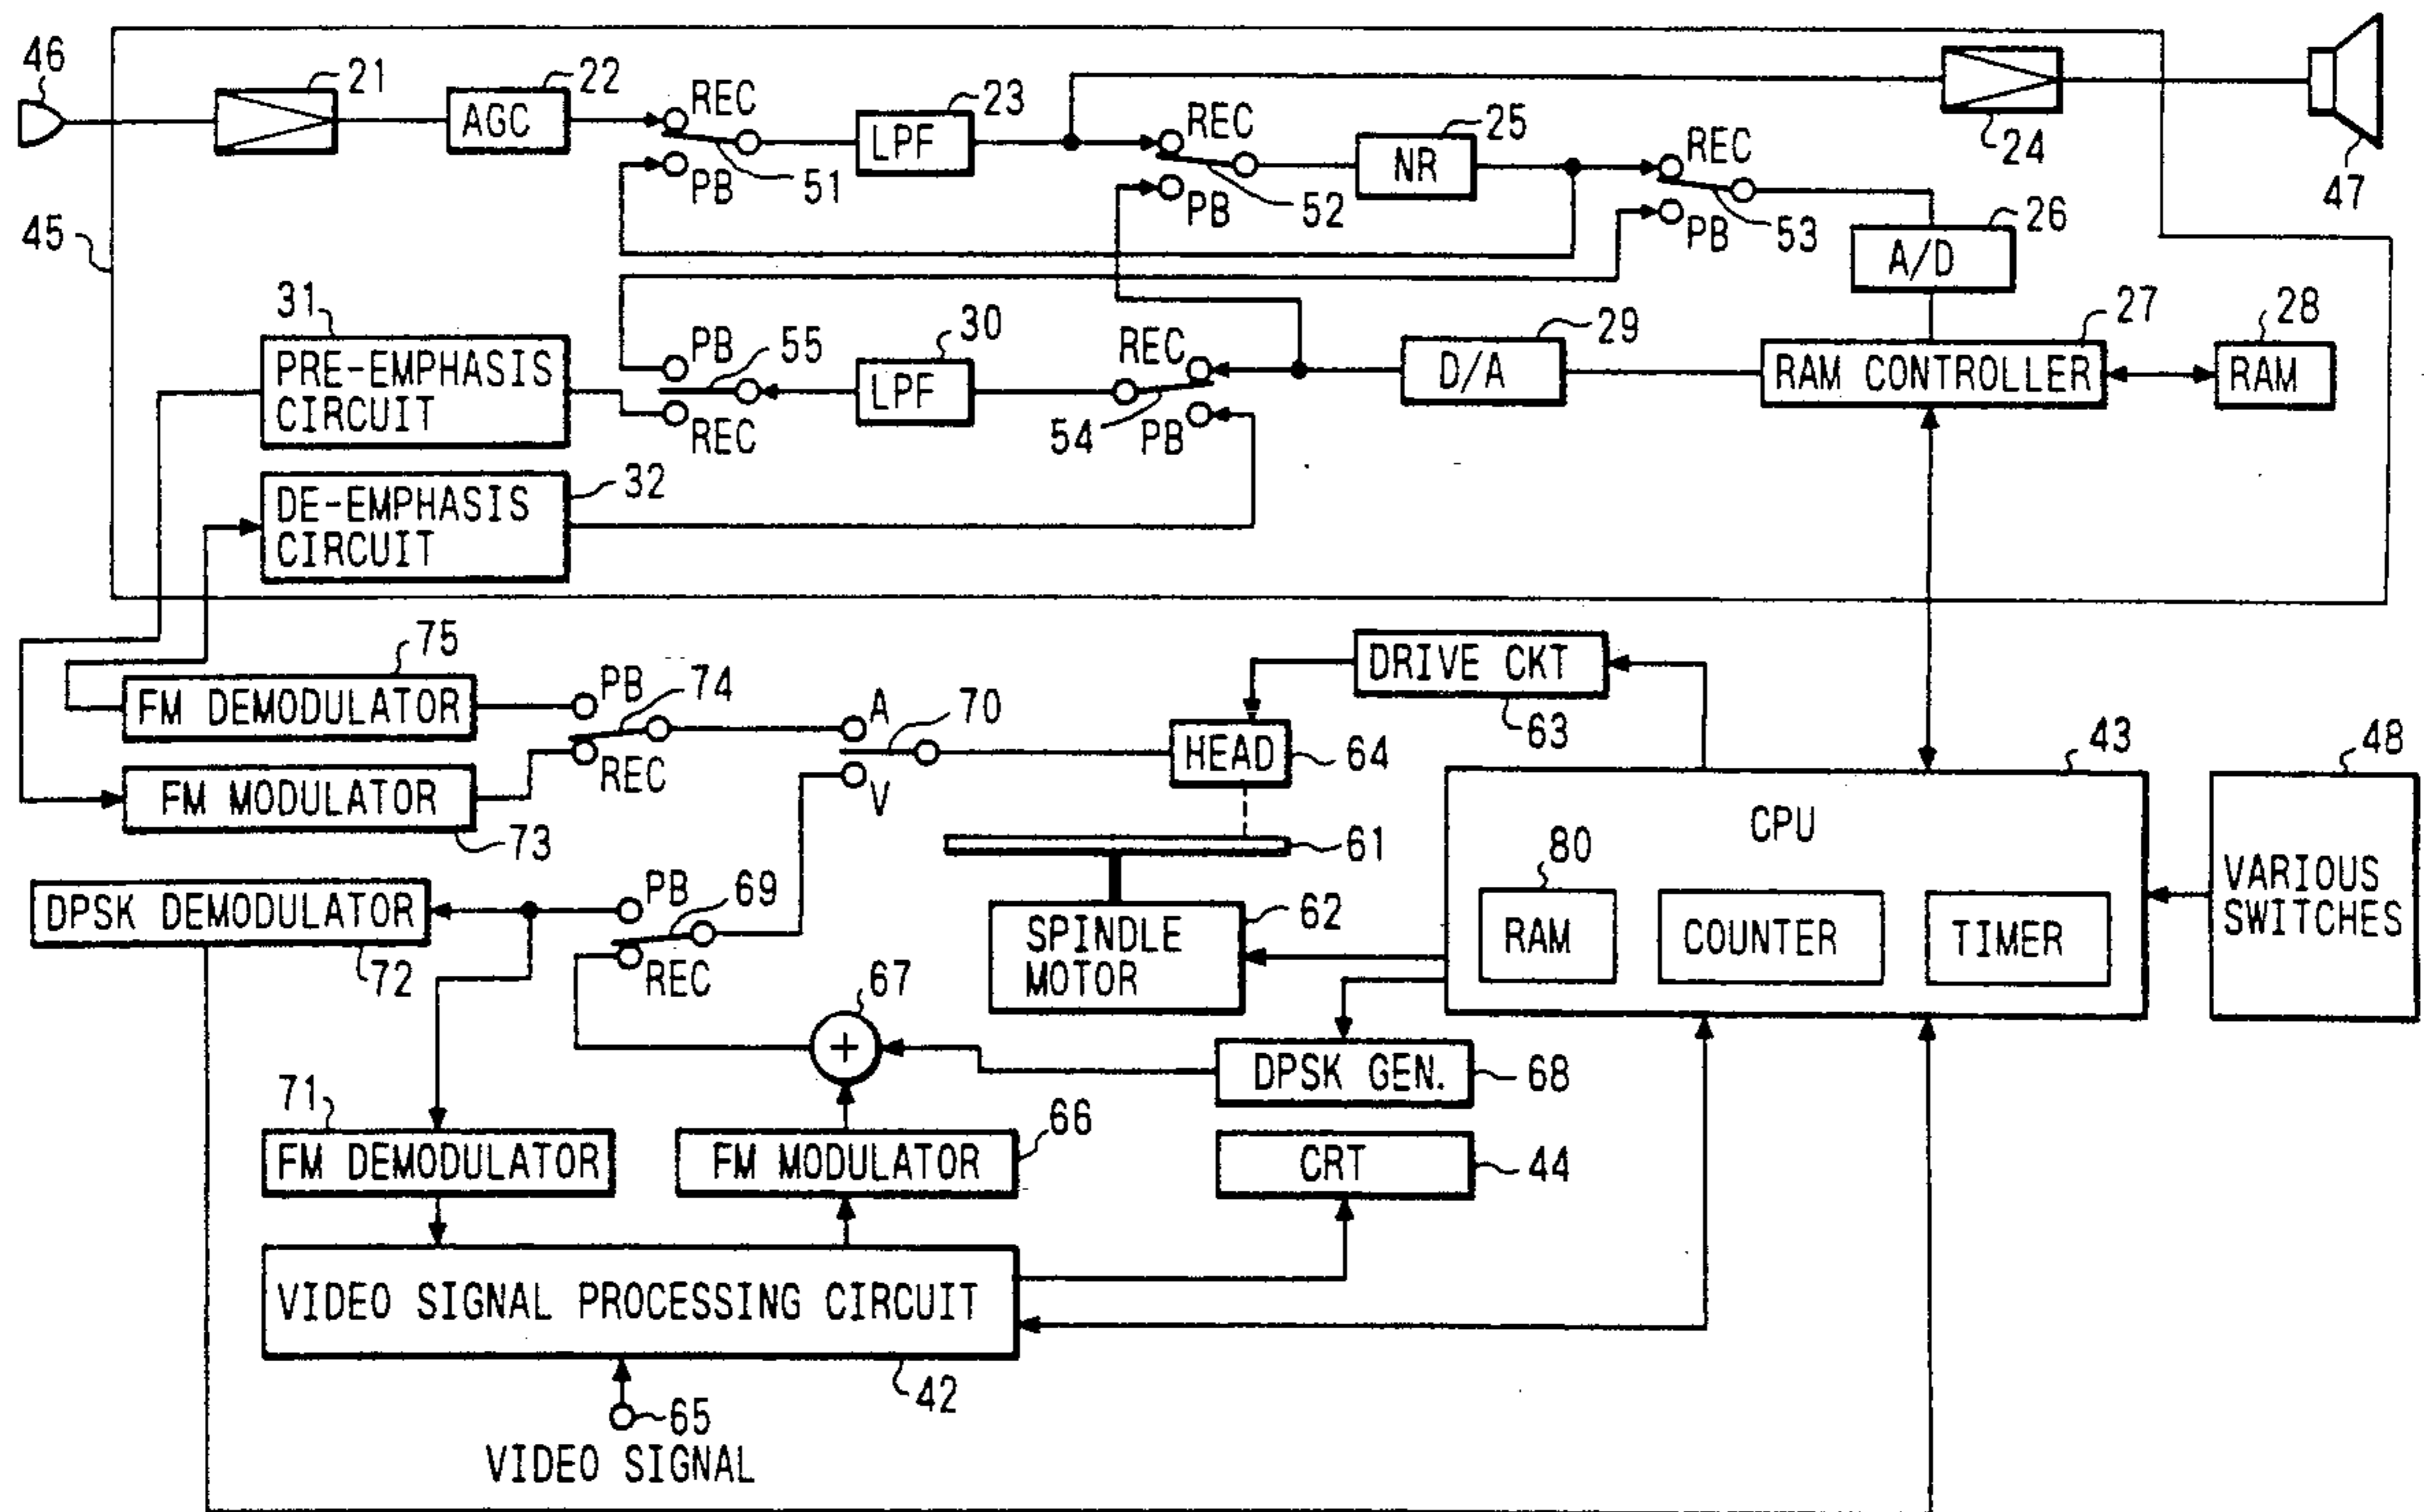 46
21
22
AGC
REC
PB
51
23
LPF
REC
PB
52
25
NR
REC
PB
53
24
47
45
26
A/D
31
PRE-EMPHASIS
CIRCUIT
PB
REC
55
30
LPF
REC
PB
54
29
D/A
27
RAM CONTROLLER
28
RAM
32
DE-EMPHASIS
CIRCUIT
75
FM DEMODULATOR
PB
REC
74
A
V
70
DRIVE CKT
63
HEAD
64
FM MODULATOR
73
43
CPU
80
RAM
COUNTER
TIMER
48
VARIOUS
SWITCHES
61
DPSK DEMODULATOR
72
PB
REC
69
62
SPINDLE
MOTOR
67
+
DPSK GEN.
68
71
FM DEMODULATOR
66
FM MODULATOR
CRT
44
VIDEO SIGNAL PROCESSING CIRCUIT
42
65
VIDEO SIGNAL